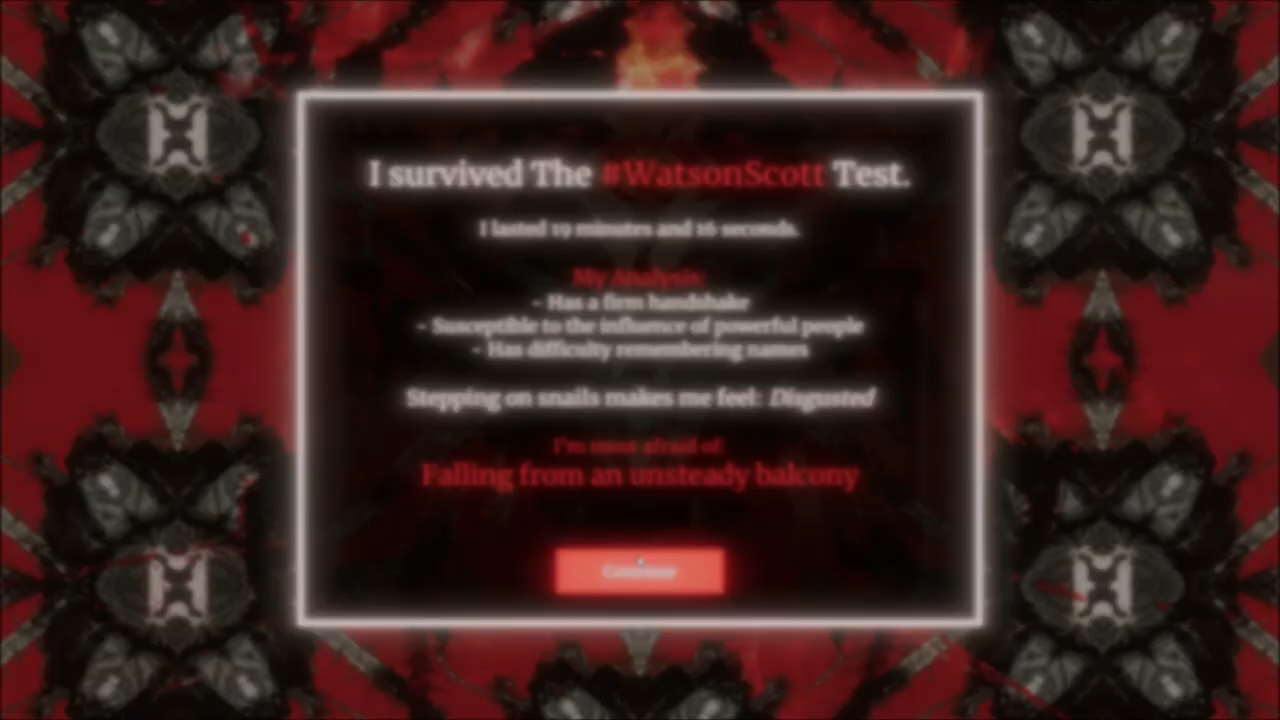 I survived The #WatsonScott Test.
I lasted 19 minutes and 16 seconds.
My Analysis:
- Has a firm handshake
- Susceptible to the influence of powerful people
- Has difficulty remembering names
Stepping on snails makes me feel: Disgusted
I'm most afraid of:
Falling from an unsteady balcony
Continue